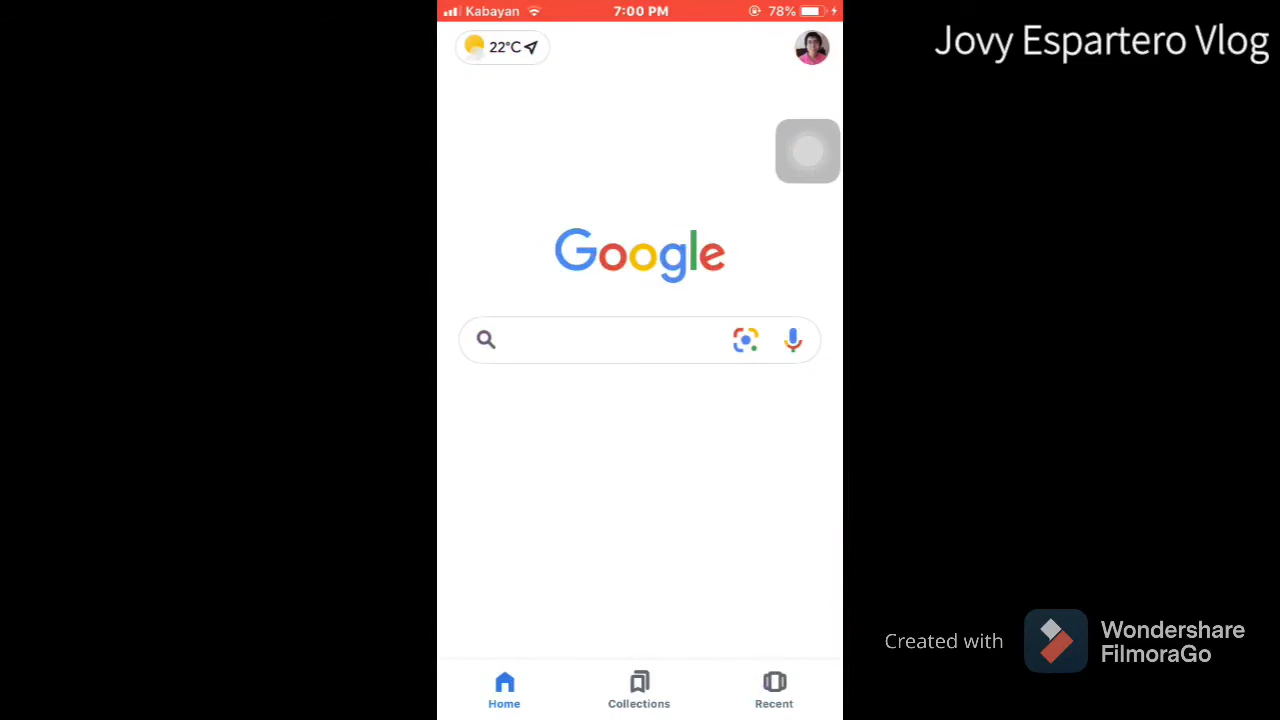 Kabayan
7:00 PM
78%
Jovy Espartero Vlog
22°C
Google
Created with
Wondershare
FilmoraGo
Home
Collections
Recent